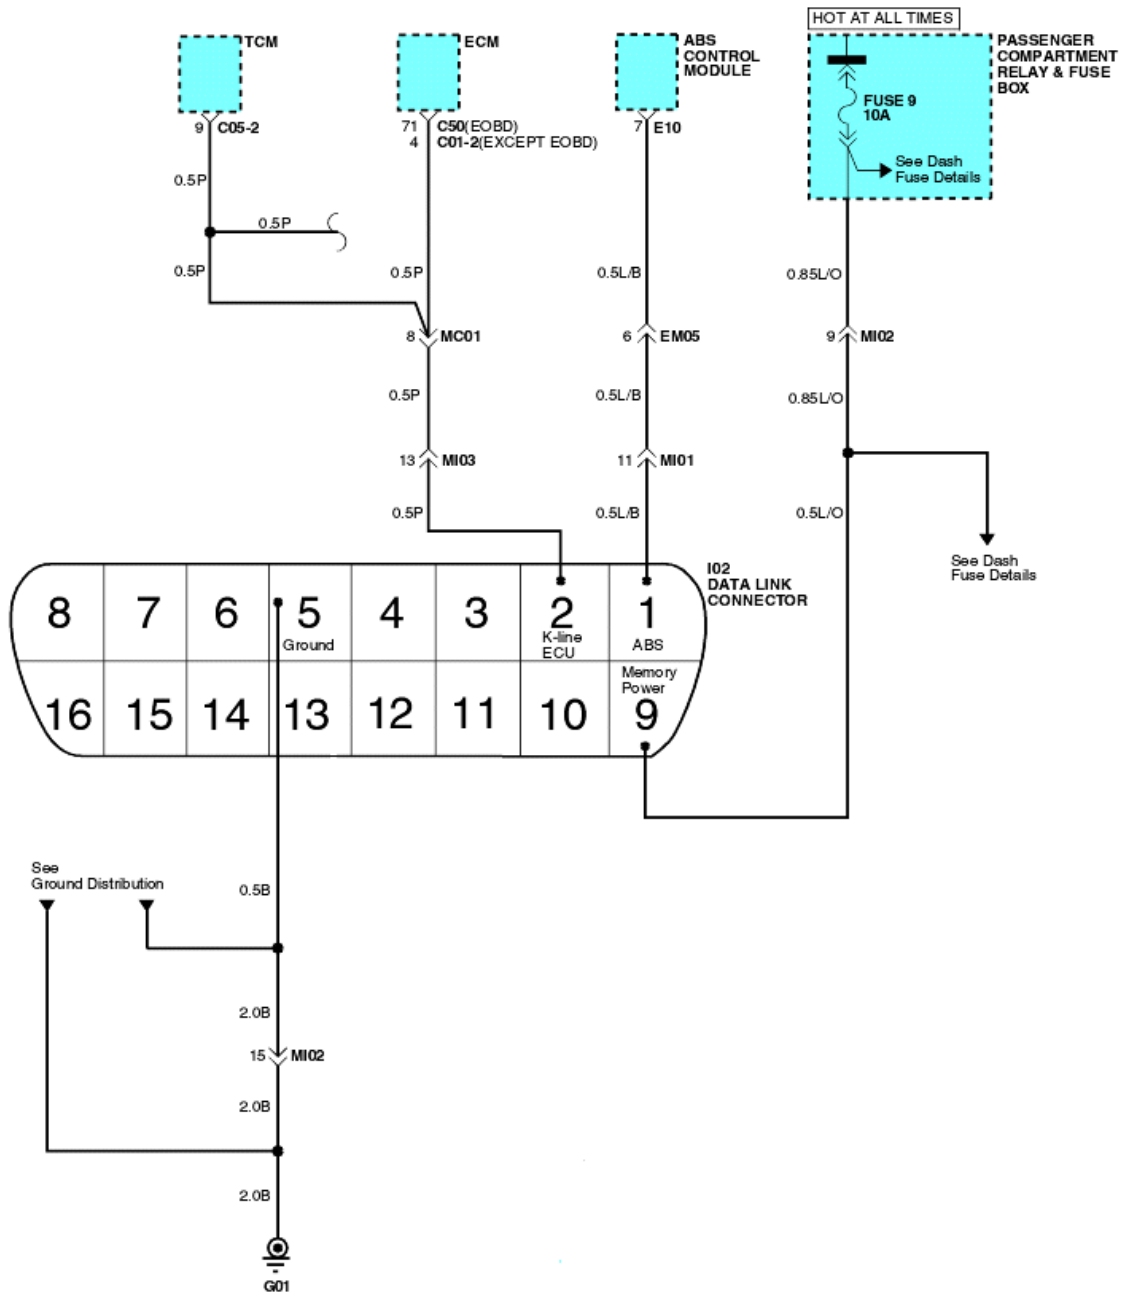 HOT AT ALL TIMES
TCM
ECM
ABS
CONTROL
MODULE
PASSENGER
COMPARTMENT
RELAY & FUSE
BOX
FUSE 9
10A
See Dash
Fuse Details
9 C05-2
71 C50(EOBD)
4 C01-2(EXCEPT EOBD)
7 E10
0.5P
0.5P
0.5P
0.5P
0.5L/B
0.85L/O
8 MC01
6 EM05
9 MI02
0.5P
0.5L/B
0.85L/O
13 MI03
11 MI01
0.5P
0.5L/B
0.5L/O
See Dash
Fuse Details
I02
DATA LINK
CONNECTOR
8 7 6 5 4 3 2 1
Ground
K-line
ECU
ABS
Memory
Power
16 15 14 13 12 11 10 9
See
Ground Distribution
0.5B
2.0B
15 MI02
2.0B
2.0B
G01